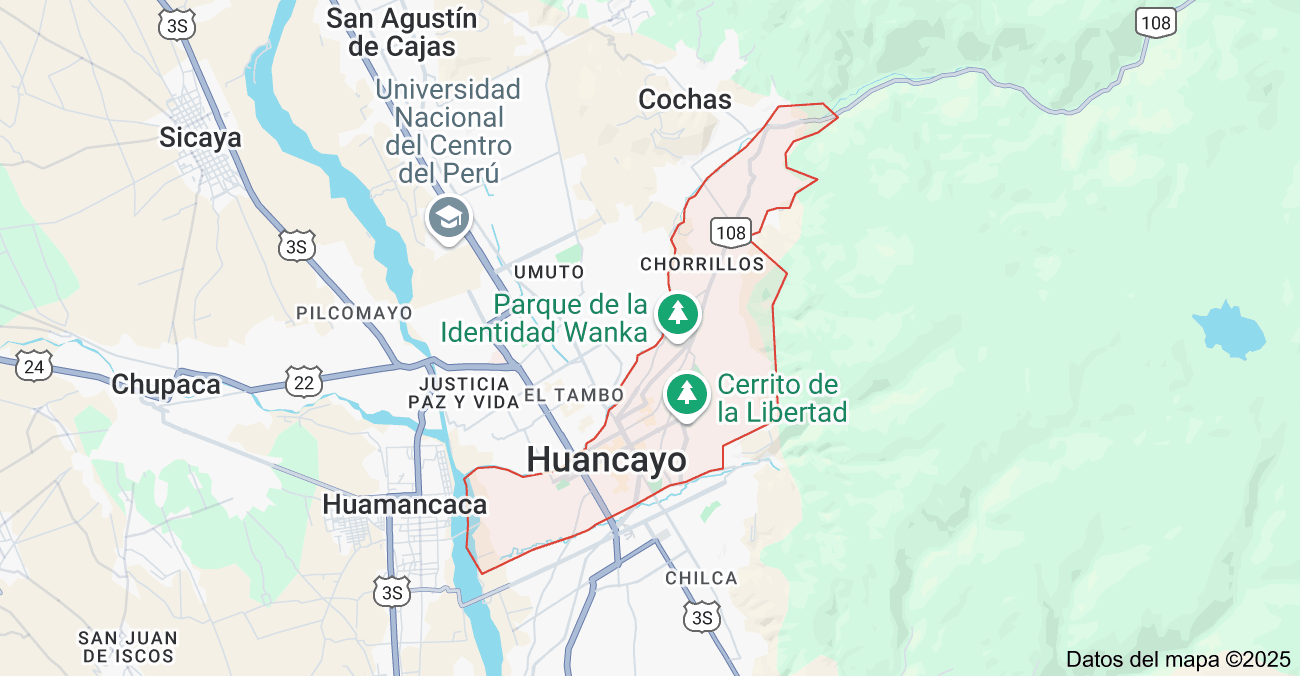 3S
San Agustín
de Cajas
108
Universidad
Nacional
del Centro
del Perú
Cochas
Sicaya
108
3S
UMUTO
CHORRILLOS
PILCOMAYO
Parque de la
Identidad Wanka
24
Chupaca
22
JUSTICIA
PAZ Y VIDA
EL TAMBO
Cerrito de
la Libertad
Huancayo
Huamancaca
3S
CHILCA
3S
SAN JUAN
DE ISCOS
Datos del mapa ©2025